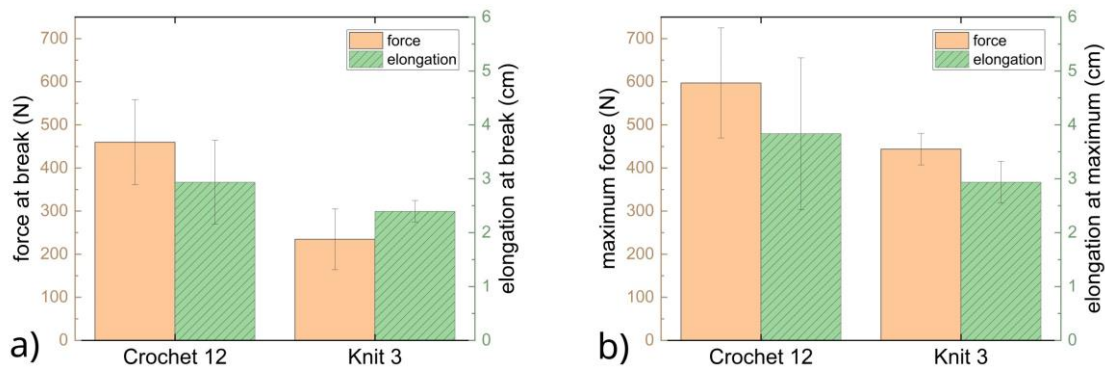 force at break (N)
700
600
500
400
300
200
100
0
force
elongation
6
5
4
3
2
1
0
elongation at break (cm)
Crochet 12
Knit 3
a)
maximum force (N)
700
600
500
400
300
200
100
0
force
elongation
6
5
4
3
2
1
0
elongation at maximum (cm)
Crochet 12
Knit 3
b)